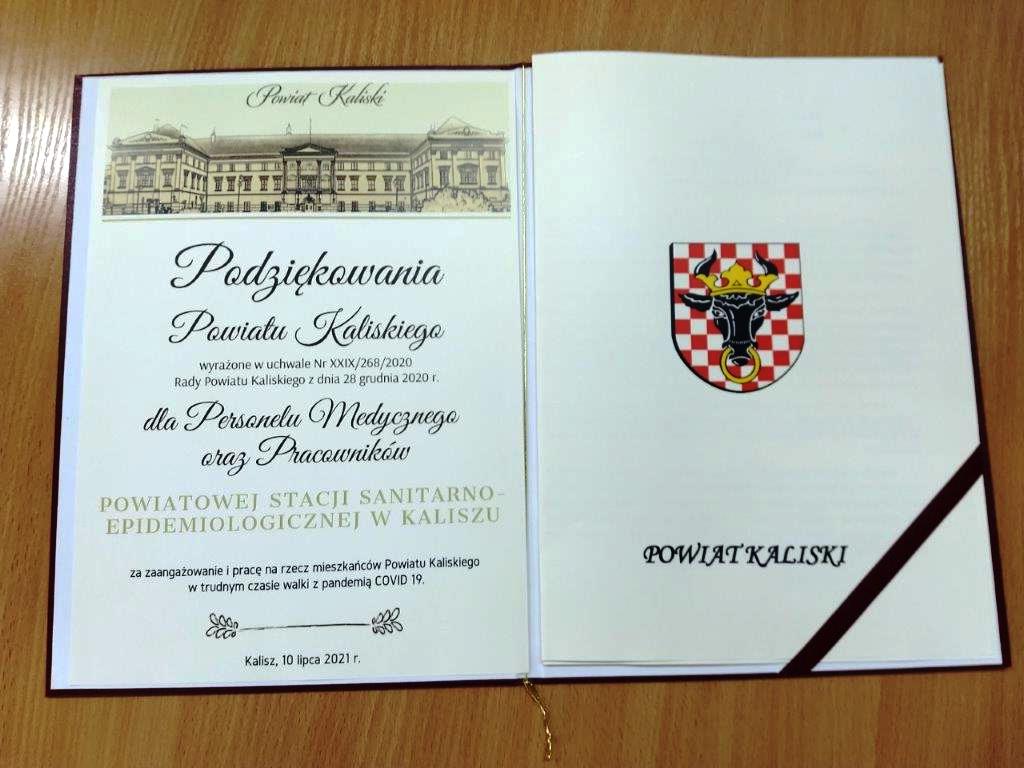 Powiat Kaliski
Podziękowania
Powiatu Kaliskiego
wyrażone w uchwale Nr XXIX/268/2020
Rady Powiatu Kaliskiego z dnia 28 grudnia 2020 r.
dla Personelu Medycznego
oraz Pracowników
POWIATOWEJ STACJI SANITARNO-
EPIDEMIOLOGICZNEJ W KALISZU
za zaangażowanie i pracę na rzecz mieszkańców Powiatu Kaliskiego
w trudnym czasie walki z pandemią COVID 19.
Kalisz, 10 lipca 2021 r.
POWIAT KALISKI